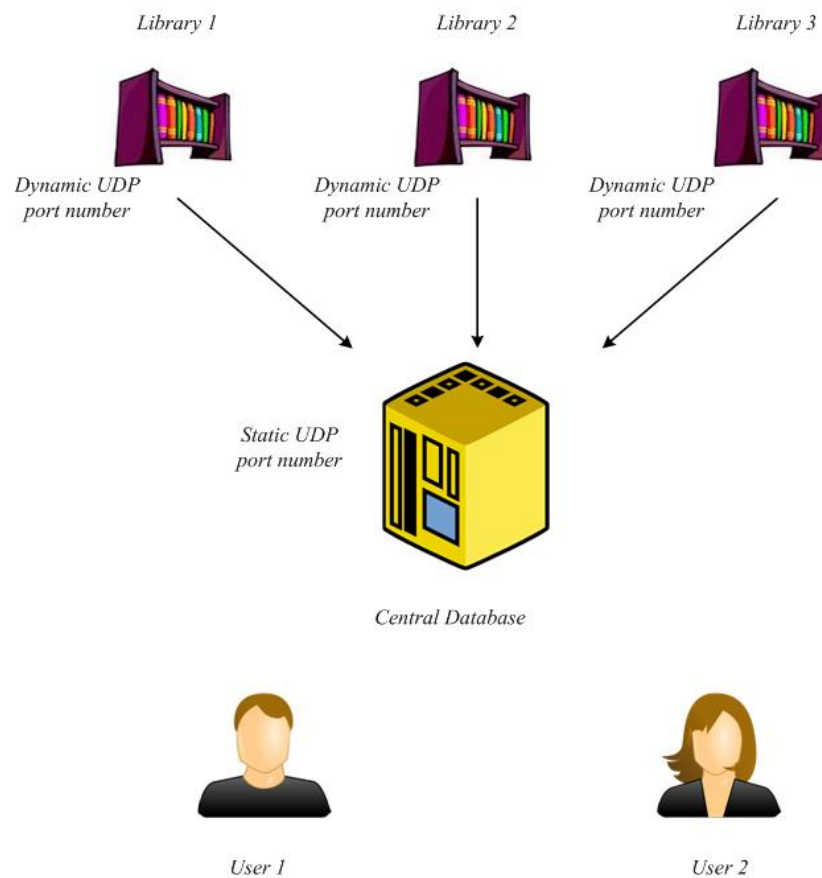 Library 1
Library 2
Library 3
Dynamic UDP
port number
Dynamic UDP
port number
Dynamic UDP
port number
Static UDP
port number
Central Database
User 1
User 2